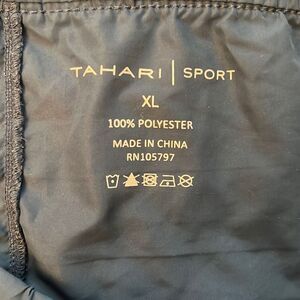 TAHARI | SPORT
XL
100% POLYESTER
MADE IN CHINA
RN105797